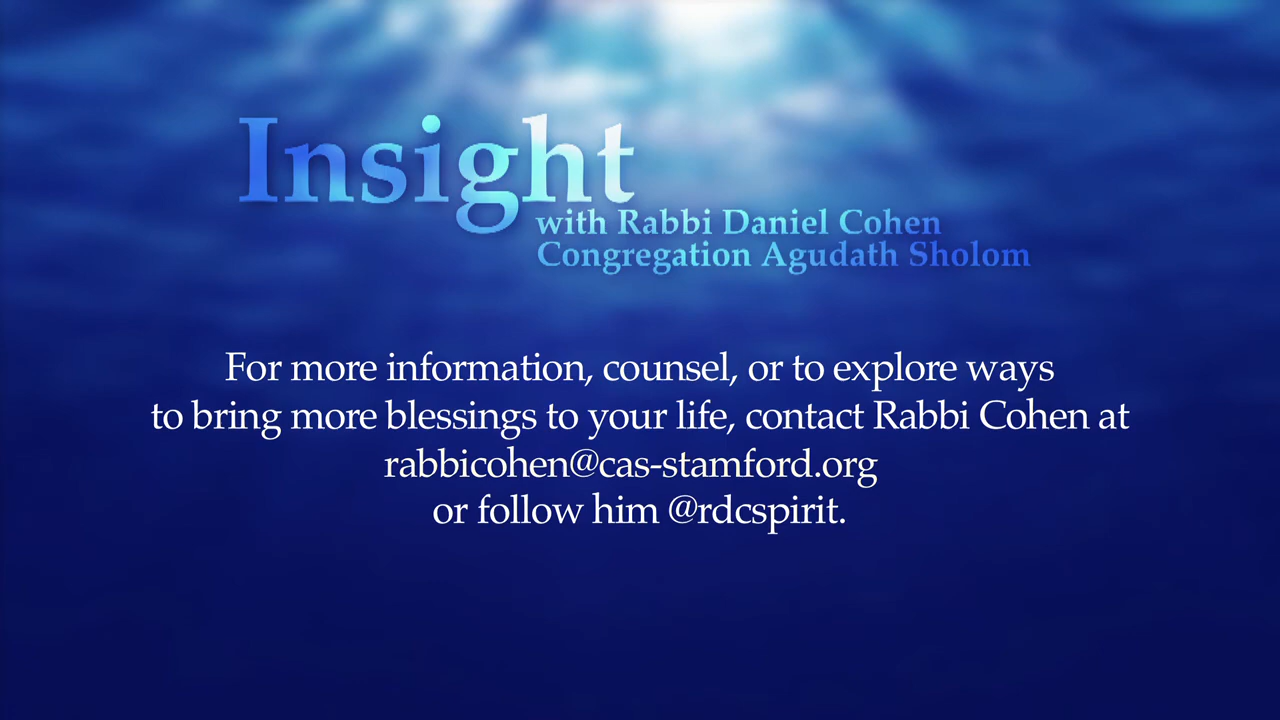 Insight
with Rabbi Daniel Cohen
Congregation Agudath Sholom
For more information, counsel, or to explore ways
to bring more blessings to your life, contact Rabbi Cohen at
rabbicohen@cas-stamford.org
or follow him @rdcspirit.